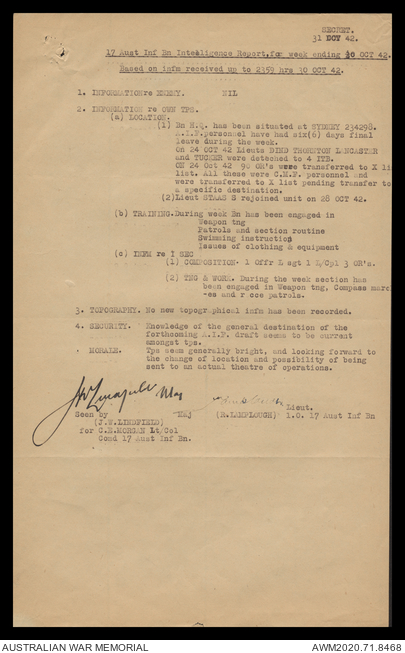 SECRET.
31 OCT 42.
17 Aust Inf Bn Intelligence Report, for week ending 30 OCT 42.
Based on infm received up to 2359 hrs 30 OCT 42.
1. INFORMATION re ENEMY. NIL
2. INFORMATION re OWN TPS.
(a) LOCATION.
(1) Bn H.Q. has been situated at SYDNEY 234298.
A.I.F. personnel have had six(6) days final
leave during the week.
On 24 OCT 42 Lieuts DIND THORNTON LANCASTER
and TUCKER were detached to 4 ITB.
ON 24 Oct 42 90 OR's were transferred to X li
list. All these were C.M.F. personnel and
were transferred to X list pending transfer to
a specific destination.
(2) Lieut STAAS S rejoined unit on 28 OCT 42.
(b) TRAINING. During week Bn has been engaged in
Weapon tng
Patrols and section routine
Swimming instruction
Issues of clothing & equipment
(c) INFM re I SEC
(1) COMPOSITION- 1 Offr L sgt 1 L/Cpl 3 OR's.
(2) TNG & WORK. During the week section has
been engaged in Weapon tng, Compass marc
-es and r cce patrols.
3. TOPOGRAPHY. No new topographical infm has been recorded.
4. SECURITY. Knowledge of the general destination of the
forthcoming A.I.F. draft seems to be current
amongst tps.
. MORALE. Tps seem generally bright, and looking forward to
the change of location and possibility of being
sent to an actual theatre of operations.
Maj
Lieut.
Seen by Maj (R.LAMPLOUGH) I.O. 17 Aust Inf Bn
(J.W.LINDFIELD)
for C.H.MORGAN Lt/Col
Comd 17 Aust Inf Bn.
AUSTRALIAN WAR MEMORIAL AWM2020.71.8468